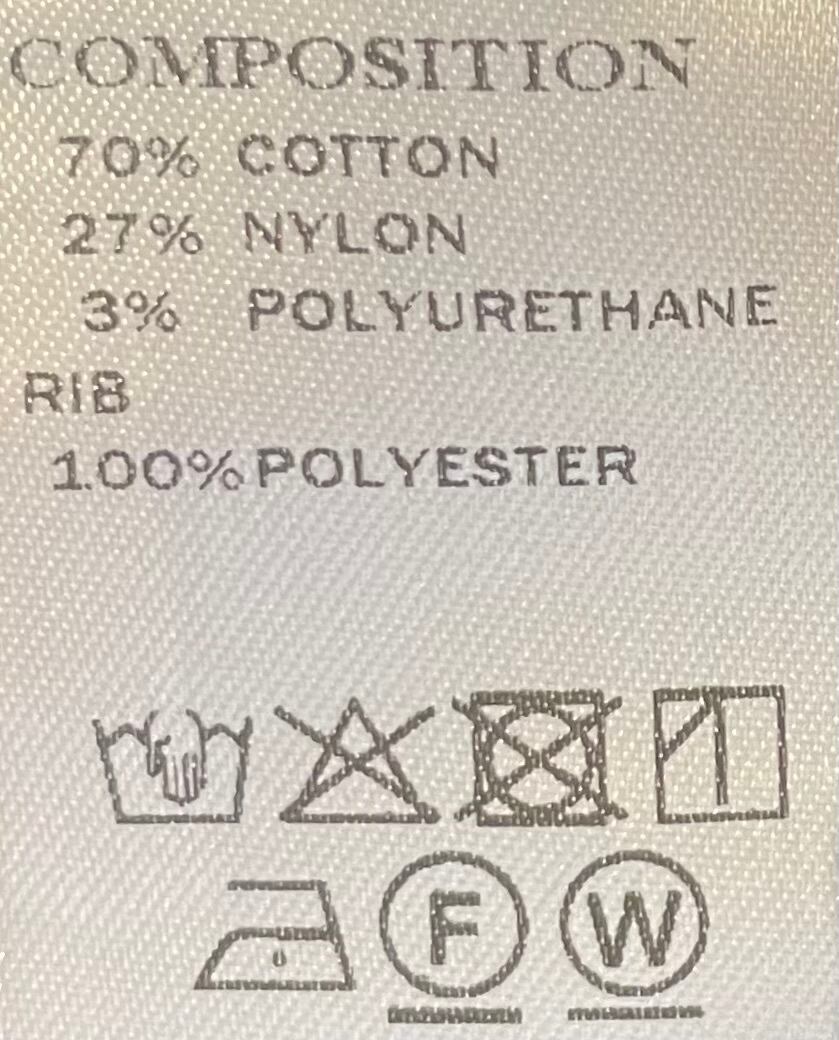 COMPOSITION
70% COTTON
27% NYLON
3% POLYURETHANE
RIB
100% POLYESTER
F W